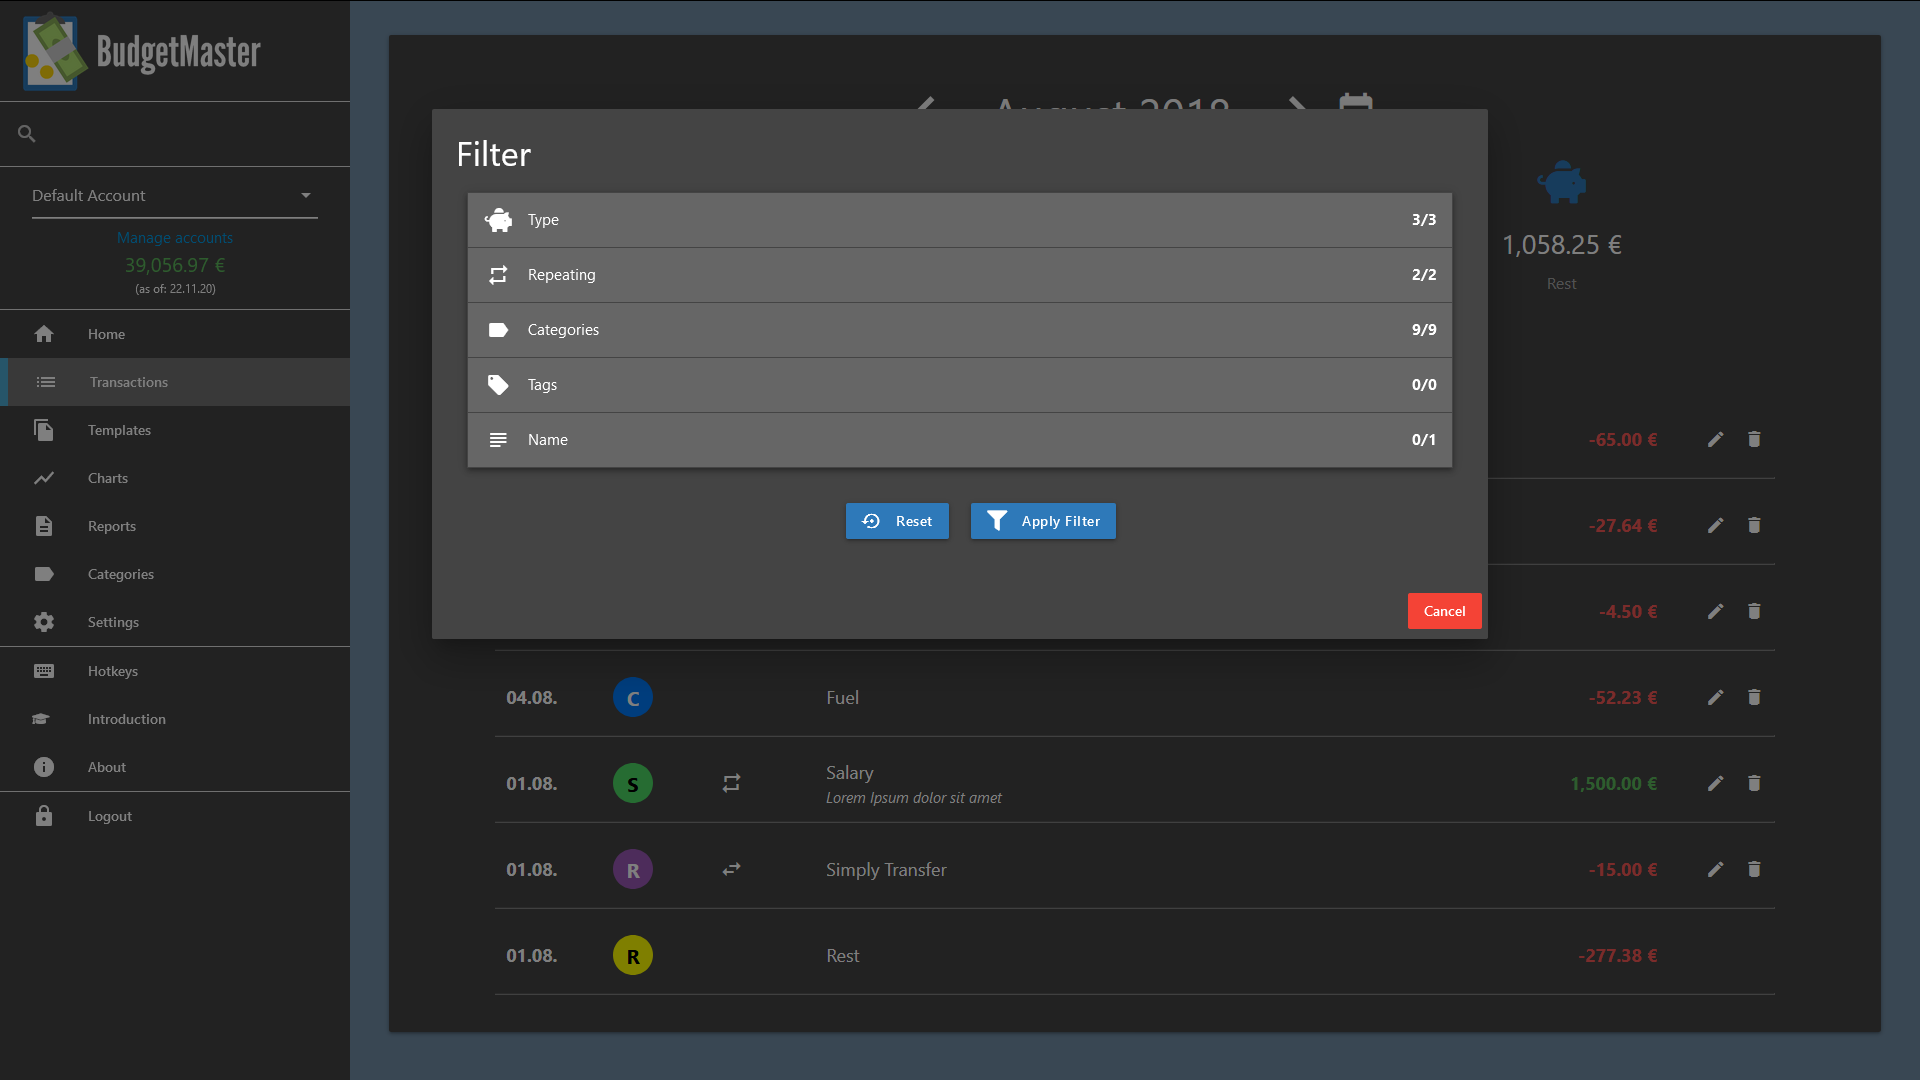 BudgetMaster
Default Account
Manage accounts
39,056.97 €
(as of: 22.11.20)
Home
Transactions
Templates
Charts
Reports
Categories
Settings
Hotkeys
Introduction
About
Logout
August 2018
Filter
Type 3/3
Repeating 2/2
Categories 9/9
Tags 0/0
Name 0/1
Reset Apply Filter
Cancel
1,058.25 €
Rest
-65.00 €
-27.64 €
-4.50 €
04.08. C Fuel -52.23 €
01.08. S Salary 1,500.00 €
Lorem Ipsum dolor sit amet
01.08. R Simply Transfer -15.00 €
01.08. R Rest -277.38 €